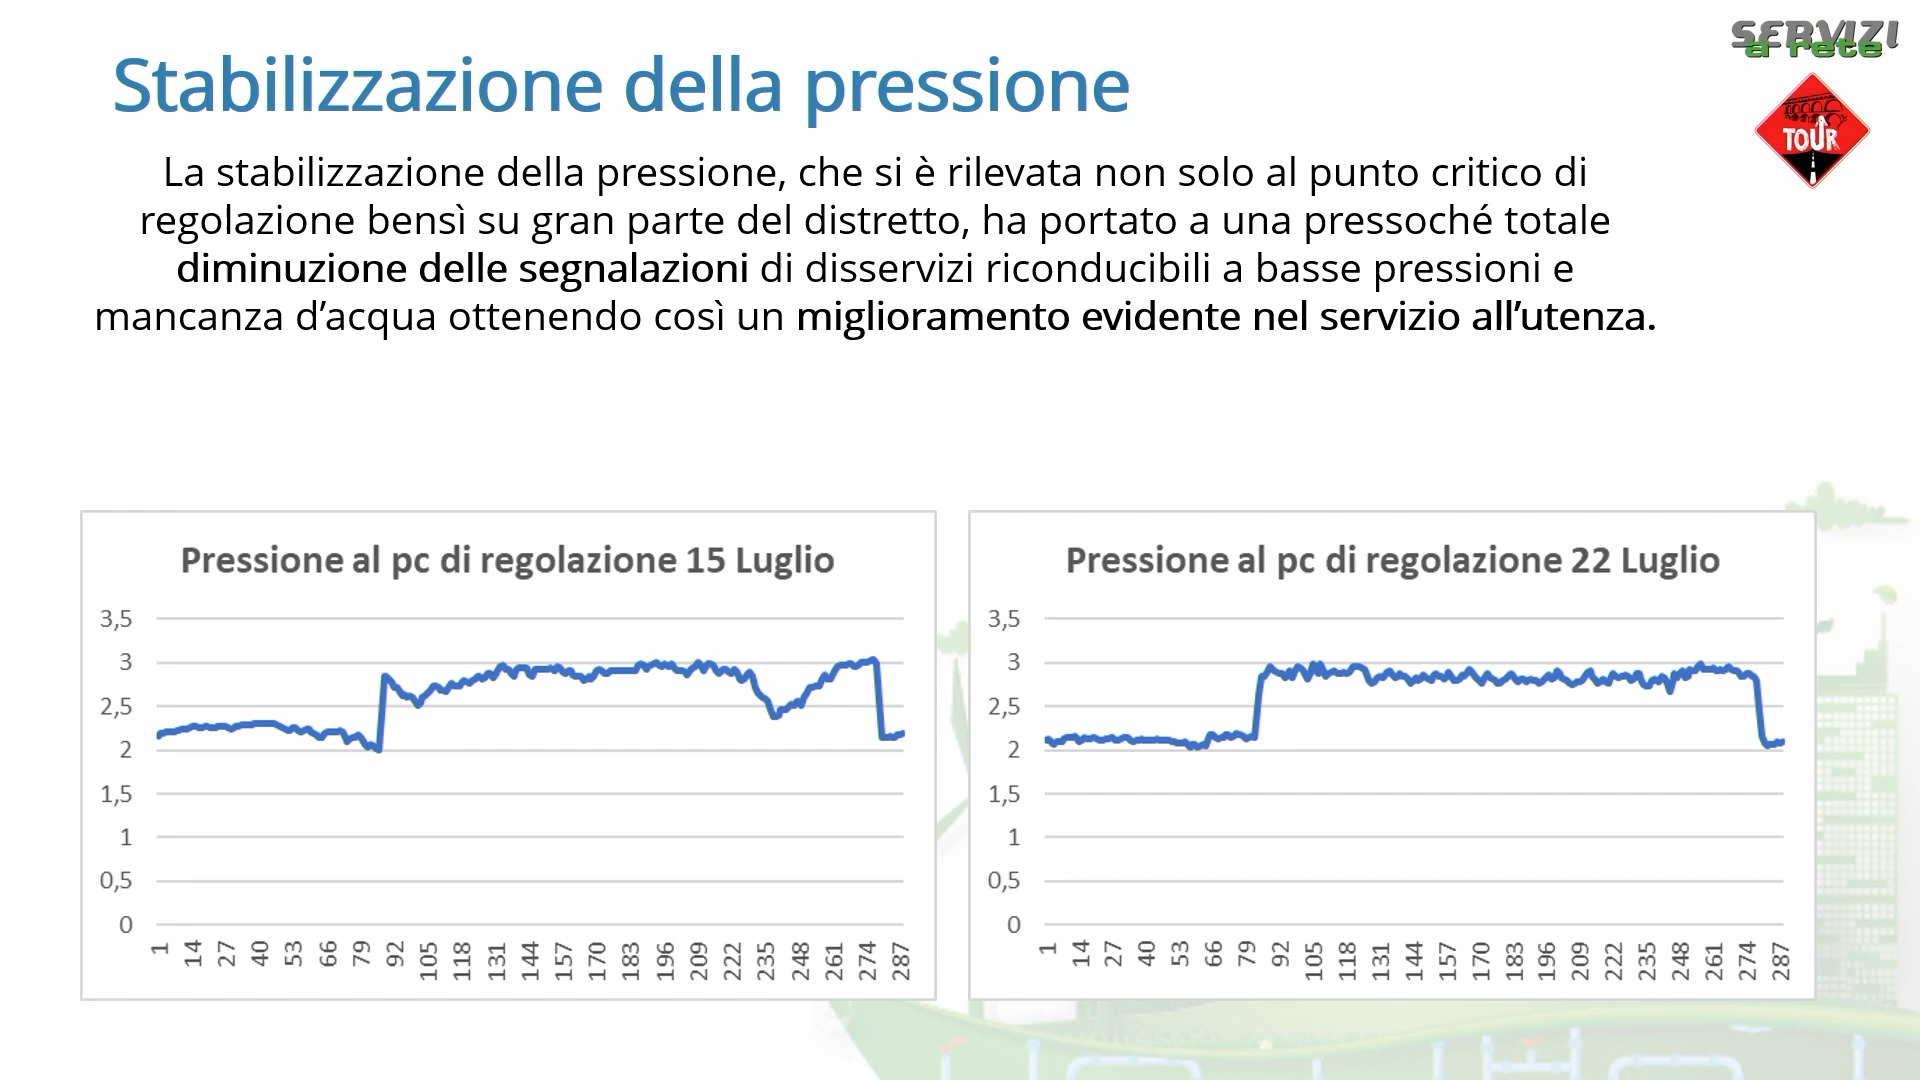 SERVIZI
a rete
TOUR
Stabilizzazione della pressione
La stabilizzazione della pressione, che si è rilevata non solo al punto critico di
regolazione bensì su gran parte del distretto, ha portato a una pressoché totale
diminuzione delle segnalazioni di disservizi riconducibili a basse pressioni e
mancanza d’acqua ottenendo così un miglioramento evidente nel servizio all’utenza.
Pressione al pc di regolazione 15 Luglio
3,5
3
2,5
2
1,5
1
0,5
0
1 14 27 40 53 66 79 92 105 118 131 144 157 170 183 196 209 222 235 248 261 274 287
Pressione al pc di regolazione 22 Luglio
3,5
3
2,5
2
1,5
1
0,5
0
1 14 27 40 53 66 79 92 105 118 131 144 157 170 183 196 209 222 235 248 261 274 287